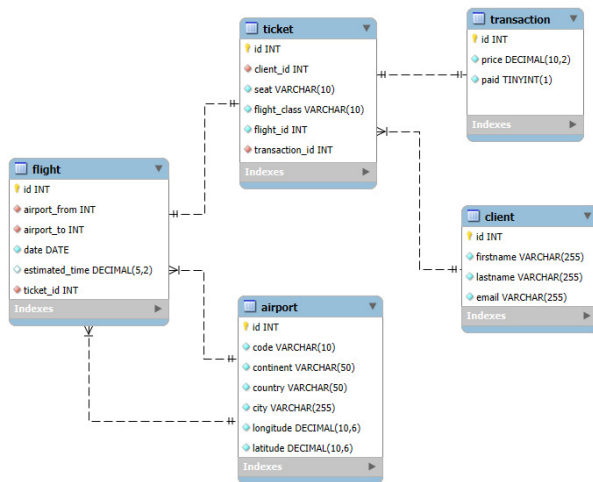 ticket
id INT
client_id INT
seat VARCHAR(10)
flight_class VARCHAR(10)
flight_id INT
transaction_id INT
Indexes
transaction
id INT
price DECIMAL(10,2)
paid TINYINT(1)
Indexes
flight
id INT
airport_from INT
airport_to INT
date DATE
estimated_time DECIMAL(5,2)
ticket_id INT
Indexes
client
id INT
firstname VARCHAR(255)
lastname VARCHAR(255)
email VARCHAR(255)
Indexes
airport
id INT
code VARCHAR(10)
continent VARCHAR(50)
country VARCHAR(50)
city VARCHAR(255)
longitude DECIMAL(10,6)
latitude DECIMAL(10,6)
Indexes